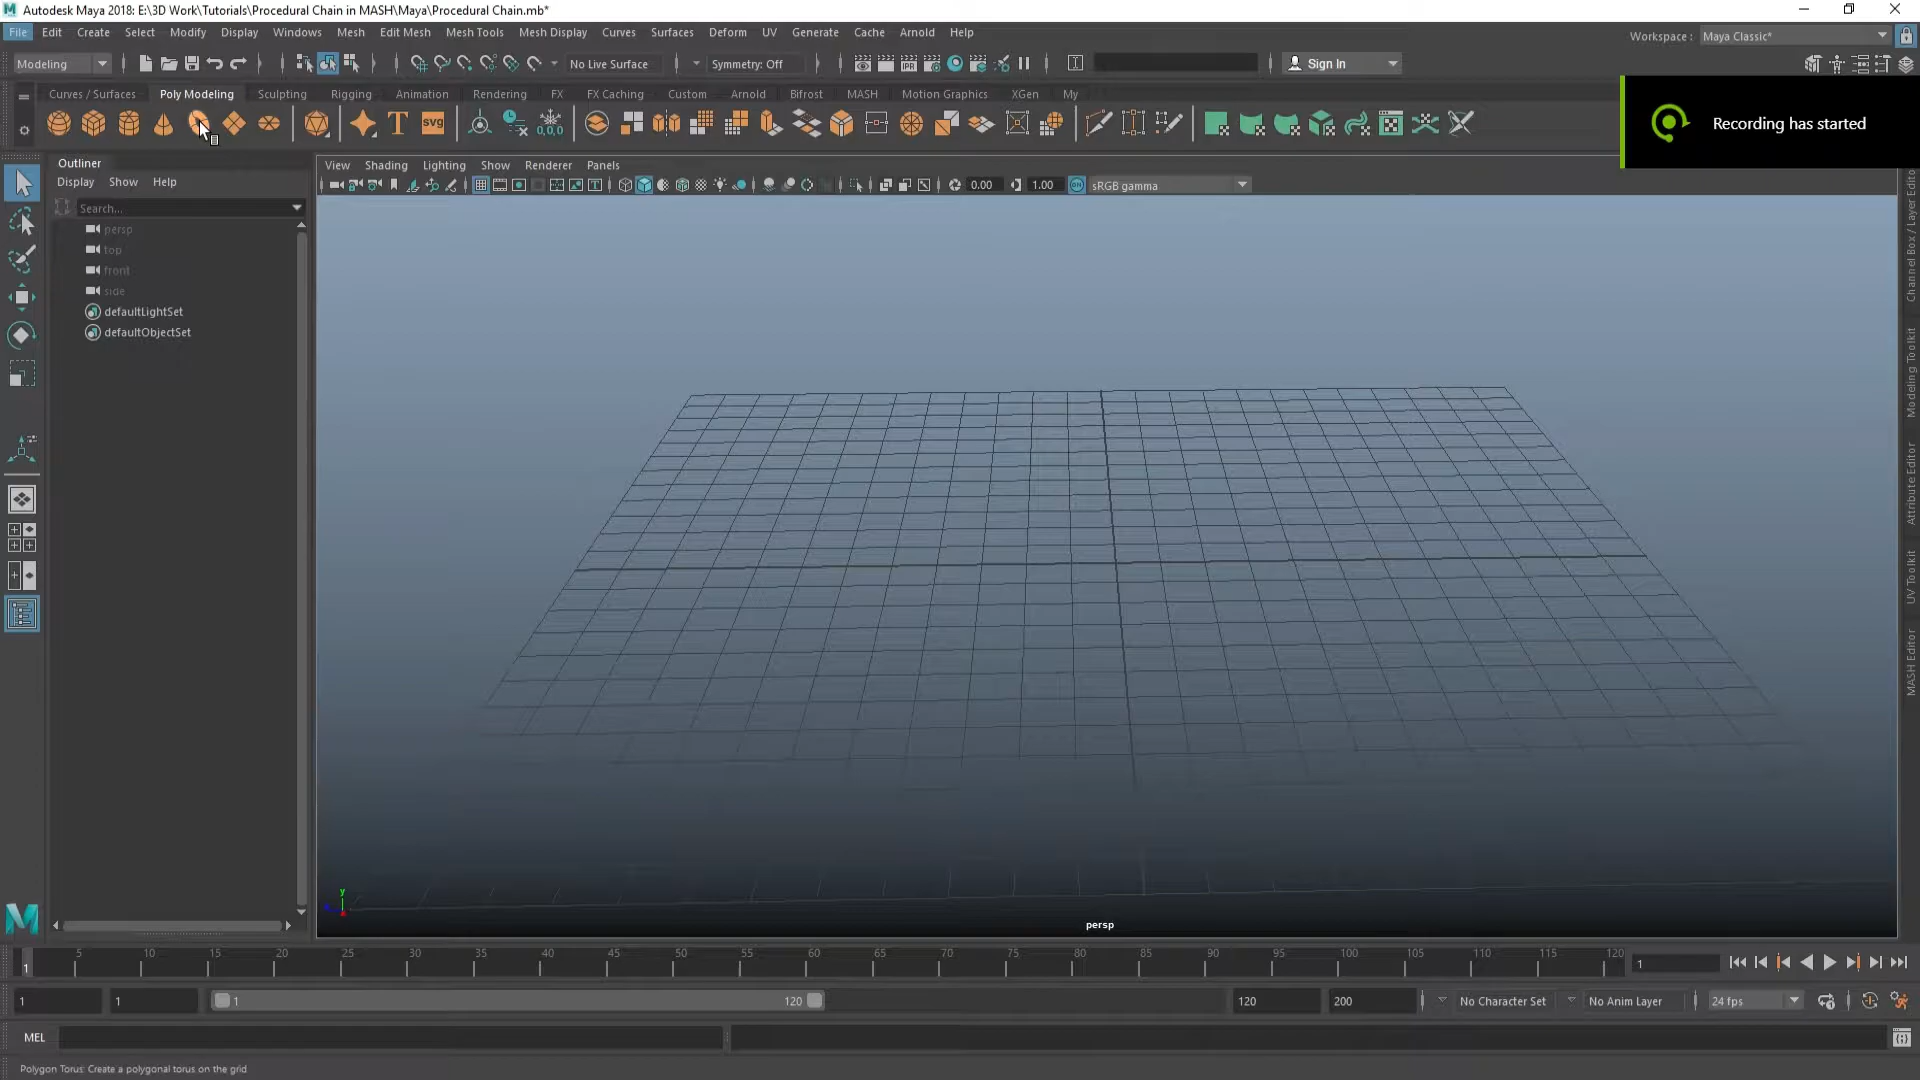 Autodesk Maya 2018: E:\3D Work\Tutorials\Procedural Chain in MASH\Maya\Procedural Chain.mb*
File Edit Create Select Modify Display Windows Mesh Edit Mesh Mesh Tools Mesh Display Curves Surfaces Deform UV Generate Cache Arnold Help
Workspace : Maya Classic*
Modeling No Live Surface Symmetry: Off Sign In
Curves / Surfaces Poly Modeling Sculpting Rigging Animation Rendering FX FX Caching Custom Arnold Bifrost MASH Motion Graphics XGen My
SVG IPR 0,0,0 T
Recording has started
Outliner
Display Show Help
Search...
persp
top
front
side
defaultLightSet
defaultObjectSet
View Shading Lighting Show Renderer Panels
0.00 1.00 ON sRGB gamma
Channel Box / Layer Editor
Modeling Toolkit
Attribute Editor
UV Toolkit
MASH Editor
y
persp
1 5 10 15 20 25 30 35 40 45 50 55 60 65 70 75 80 85 90 95 100 105 110 115 120 1
1 1 1 120 120 200 No Character Set No Anim Layer 24 fps
MEL
Polygon Torus: Create a polygonal torus on the grid